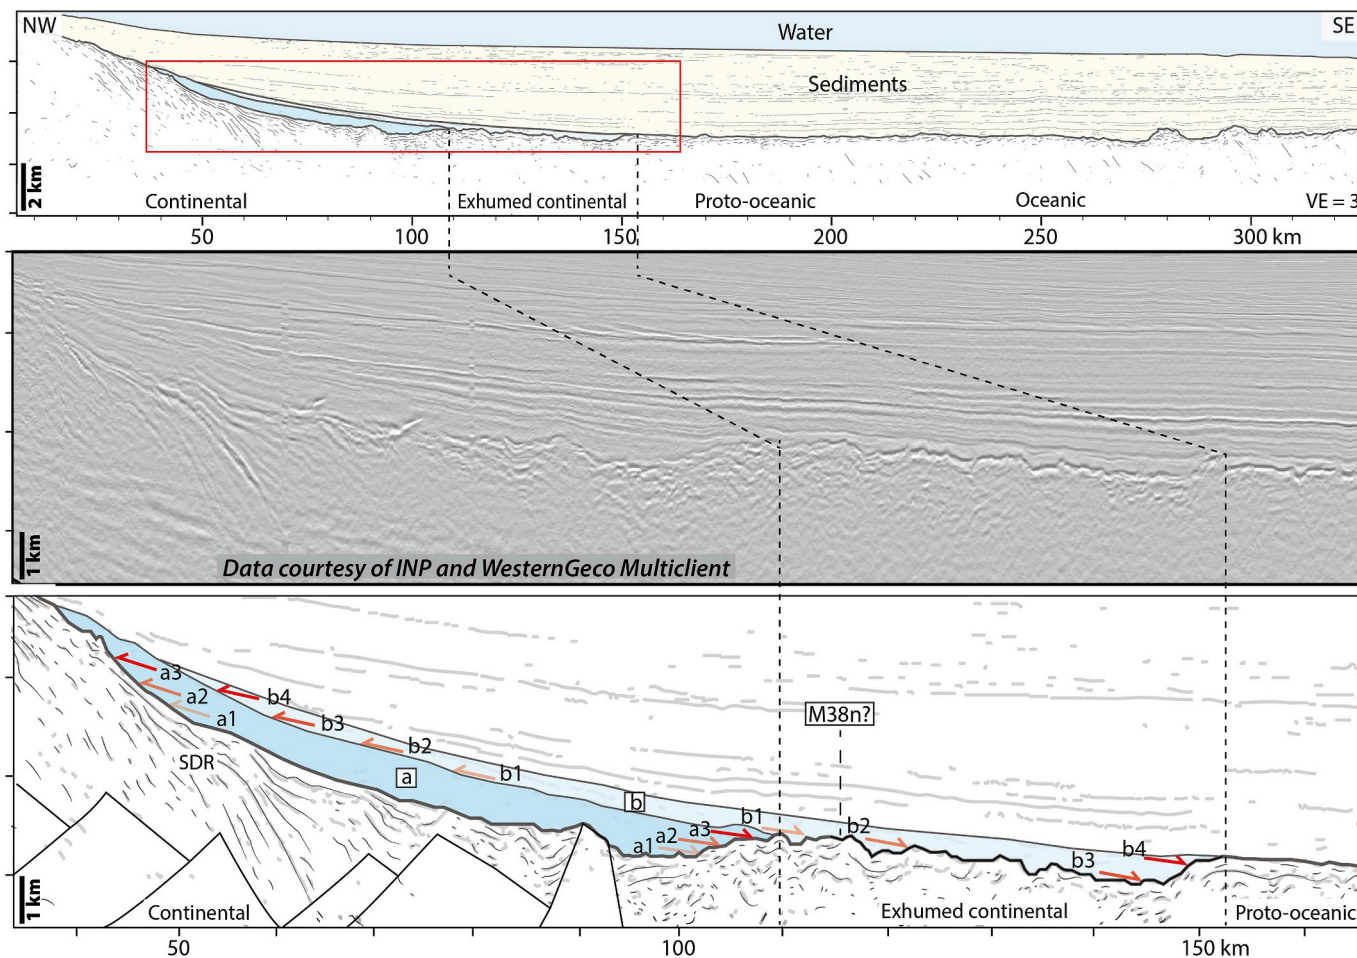 NW
Water
SE
Sediments
2 km
Continental
Exhumed continental
Proto-oceanic
Oceanic
VE = 3
50
100
150
200
250
300 km
1 km
Data courtesy of INP and WesternGeco Multiclient
a3
a2
a1
b4
b3
b2
b1
SDR
a
b
M38n?
a1
a2
a3
b1
b2
b3
b4
1 km
Continental
Exhumed continental
Proto-oceanic
50
100
150 km